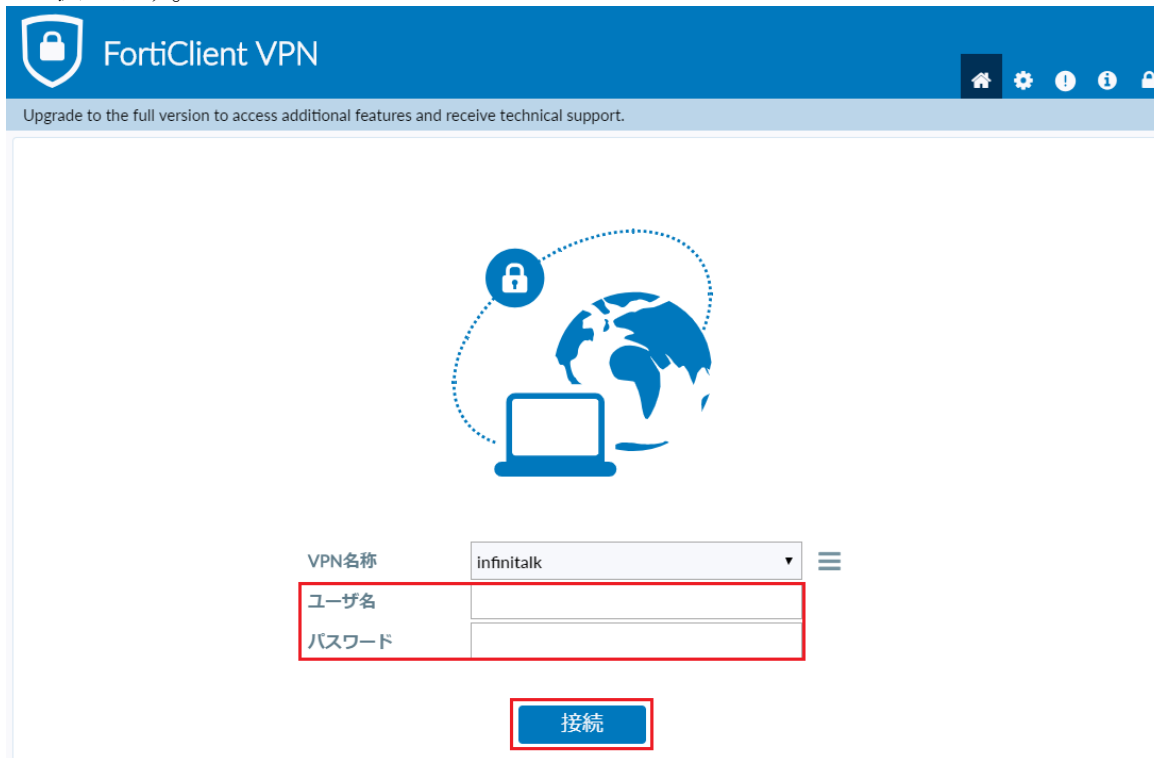 FortiClient VPN
Upgrade to the full version to access additional features and receive technical support.
VPN名称 infinitalk
ユーザ名
パスワード
接続